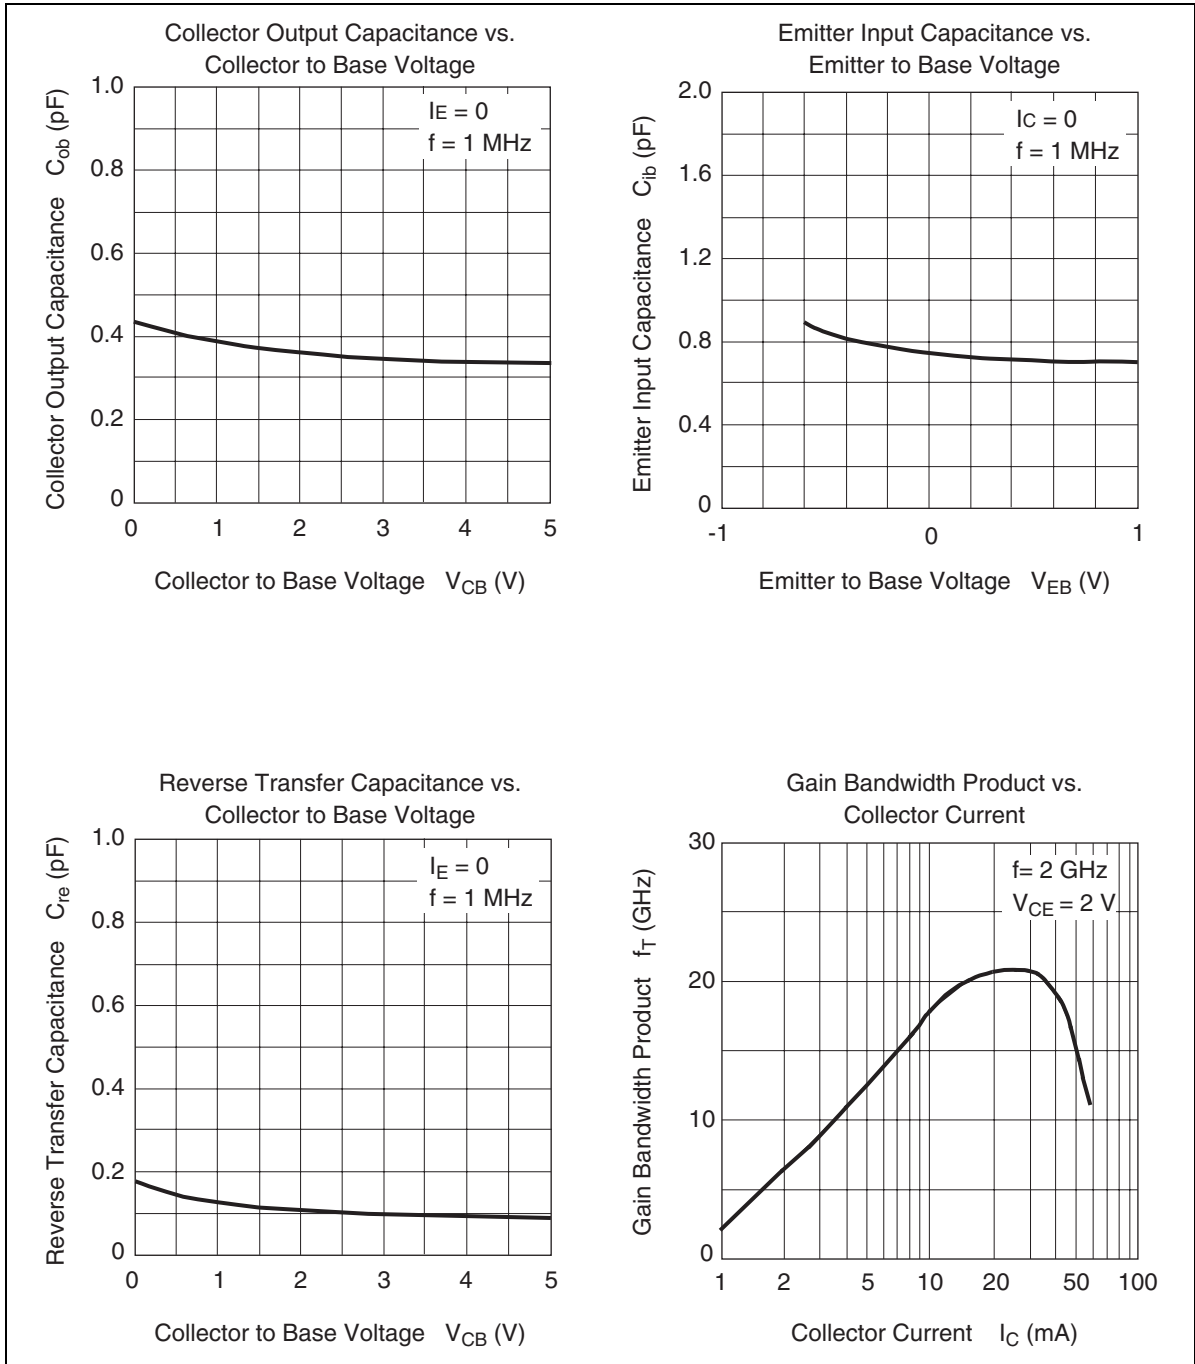 Collector Output Capacitance vs.
Collector to Base Voltage
Collector Output Capacitance Cob (pF)
1.0
0.8
0.6
0.4
0.2
0
IE = 0
f = 1 MHz
0 1 2 3 4 5
Collector to Base Voltage VCB (V)
Emitter Input Capacitance vs.
Emitter to Base Voltage
Emitter Input Capacitance Cib (pF)
2.0
1.6
1.2
0.8
0.4
0
IC = 0
f = 1 MHz
-1 0 1
Emitter to Base Voltage VEB (V)
Reverse Transfer Capacitance vs.
Collector to Base Voltage
Reverse Transfer Capacitance Cre (pF)
1.0
0.8
0.6
0.4
0.2
0
IE = 0
f = 1 MHz
0 1 2 3 4 5
Collector to Base Voltage VCB (V)
Gain Bandwidth Product vs.
Collector Current
Gain Bandwidth Product fT (GHz)
30
20
10
0
f= 2 GHz
VCE = 2 V
1 2 5 10 20 50 100
Collector Current IC (mA)